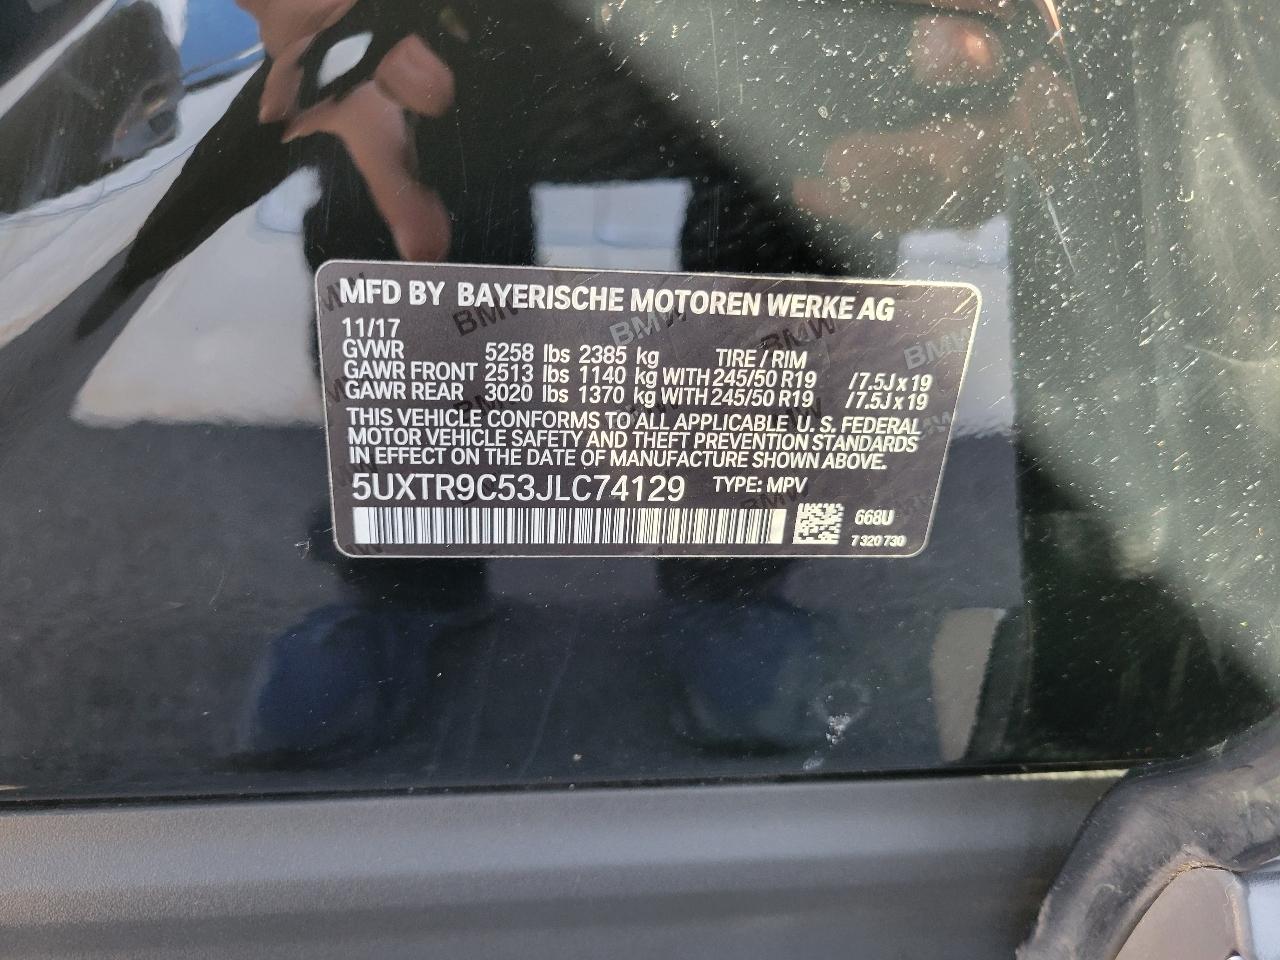 MFD BY BAYERISCHE MOTOREN WERKE AG
11/17
GVWR 5258 lbs 2385 kg TIRE / RIM
GAWR FRONT 2513 lbs 1140 kg WITH 245/50 R19 / 7.5J x 19
GAWR REAR 3020 lbs 1370 kg WITH 245/50 R19 / 7.5J x 19
THIS VEHICLE CONFORMS TO ALL APPLICABLE U. S. FEDERAL
MOTOR VEHICLE SAFETY AND THEFT PREVENTION STANDARDS
IN EFFECT ON THE DATE OF MANUFACTURE SHOWN ABOVE.
5UXTR9C53JLC74129 TYPE: MPV
668U
7 320 730